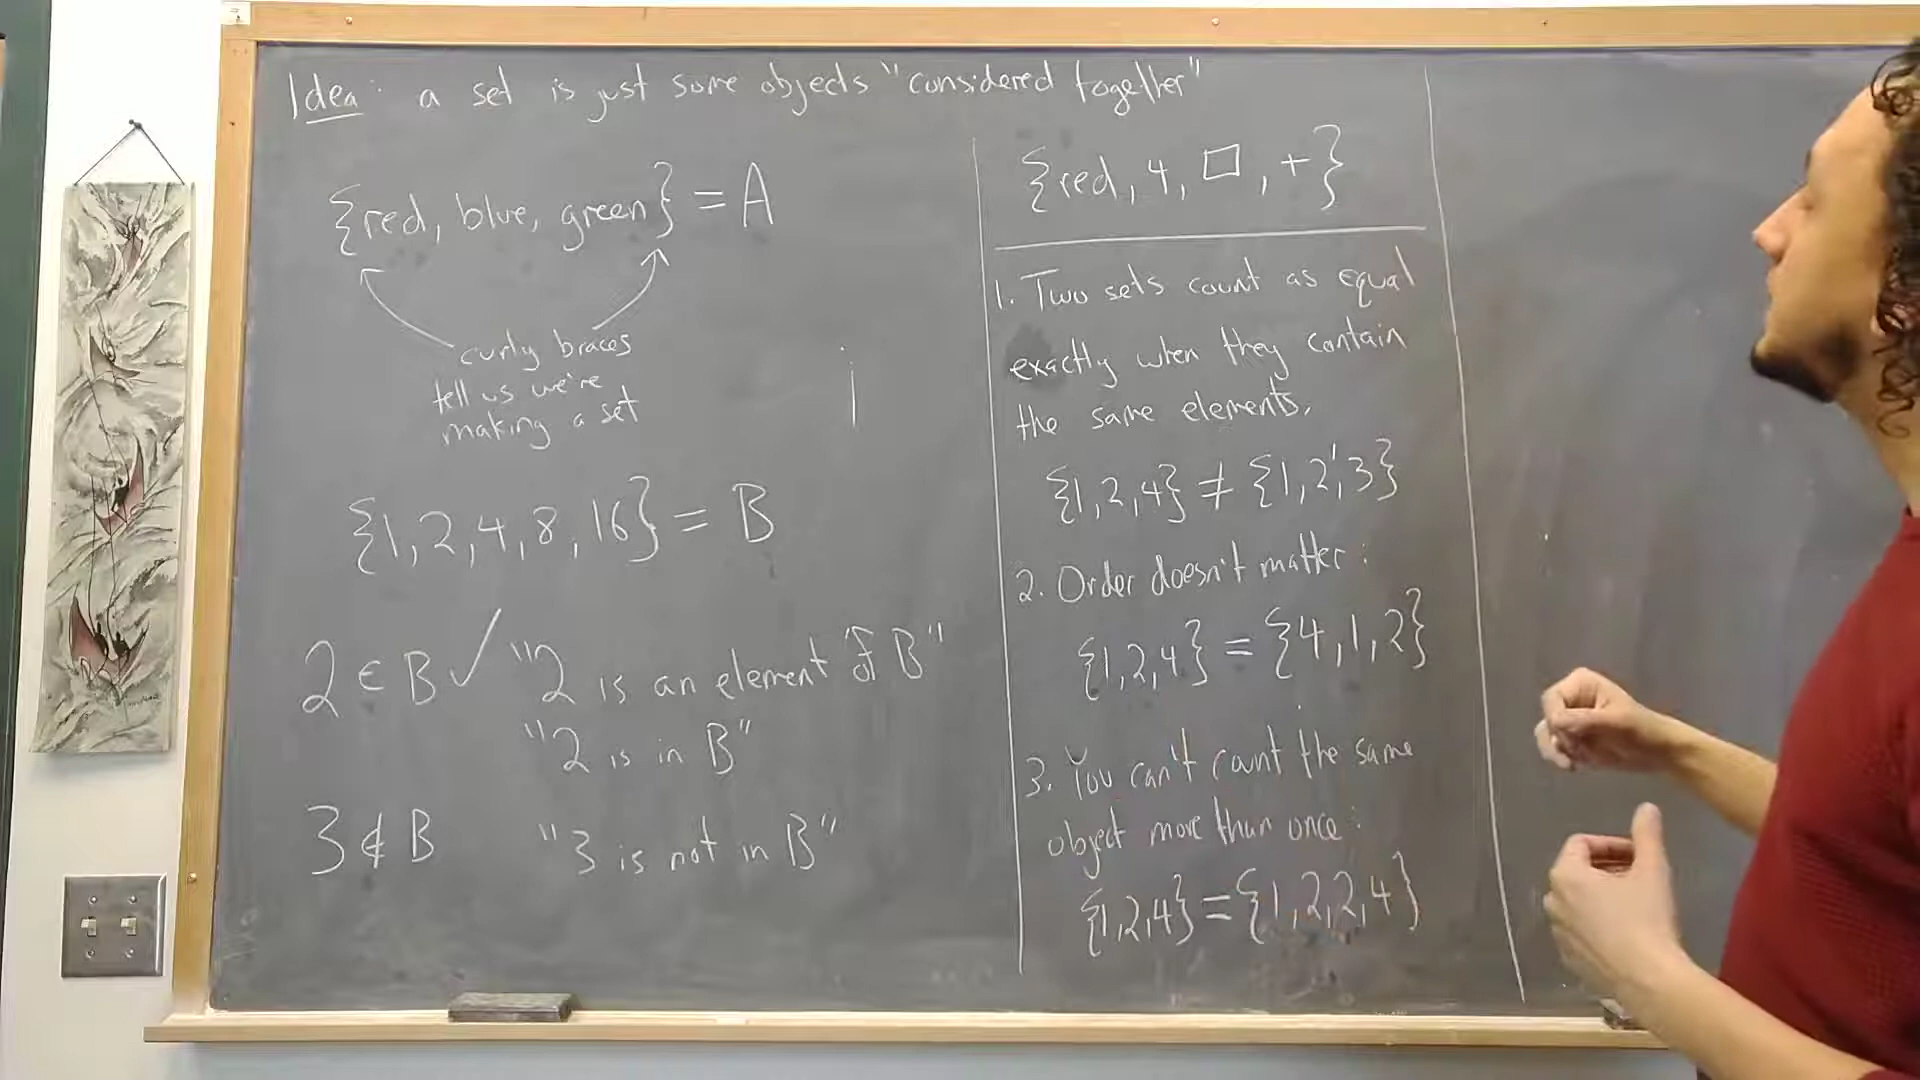 Idea: a set is just some objects "considered together"
{red, blue, green} = A
curly braces
tell us we're
making a set
{1, 2, 4, 8, 16} = B
2 ∈ B ✓ "2 is an element of B"
"2 is in B"
3 ∉ B "3 is not in B"
{red, 4, □, +}
1. Two sets count as equal
exactly when they contain
the same elements.
{1, 2, 4} ≠ {1, 2, 3}
2. Order doesn't matter:
{1, 2, 4} = {4, 1, 2}
3. You can't count the same
object more than once:
{1, 2, 4} = {1, 2, 2, 4}